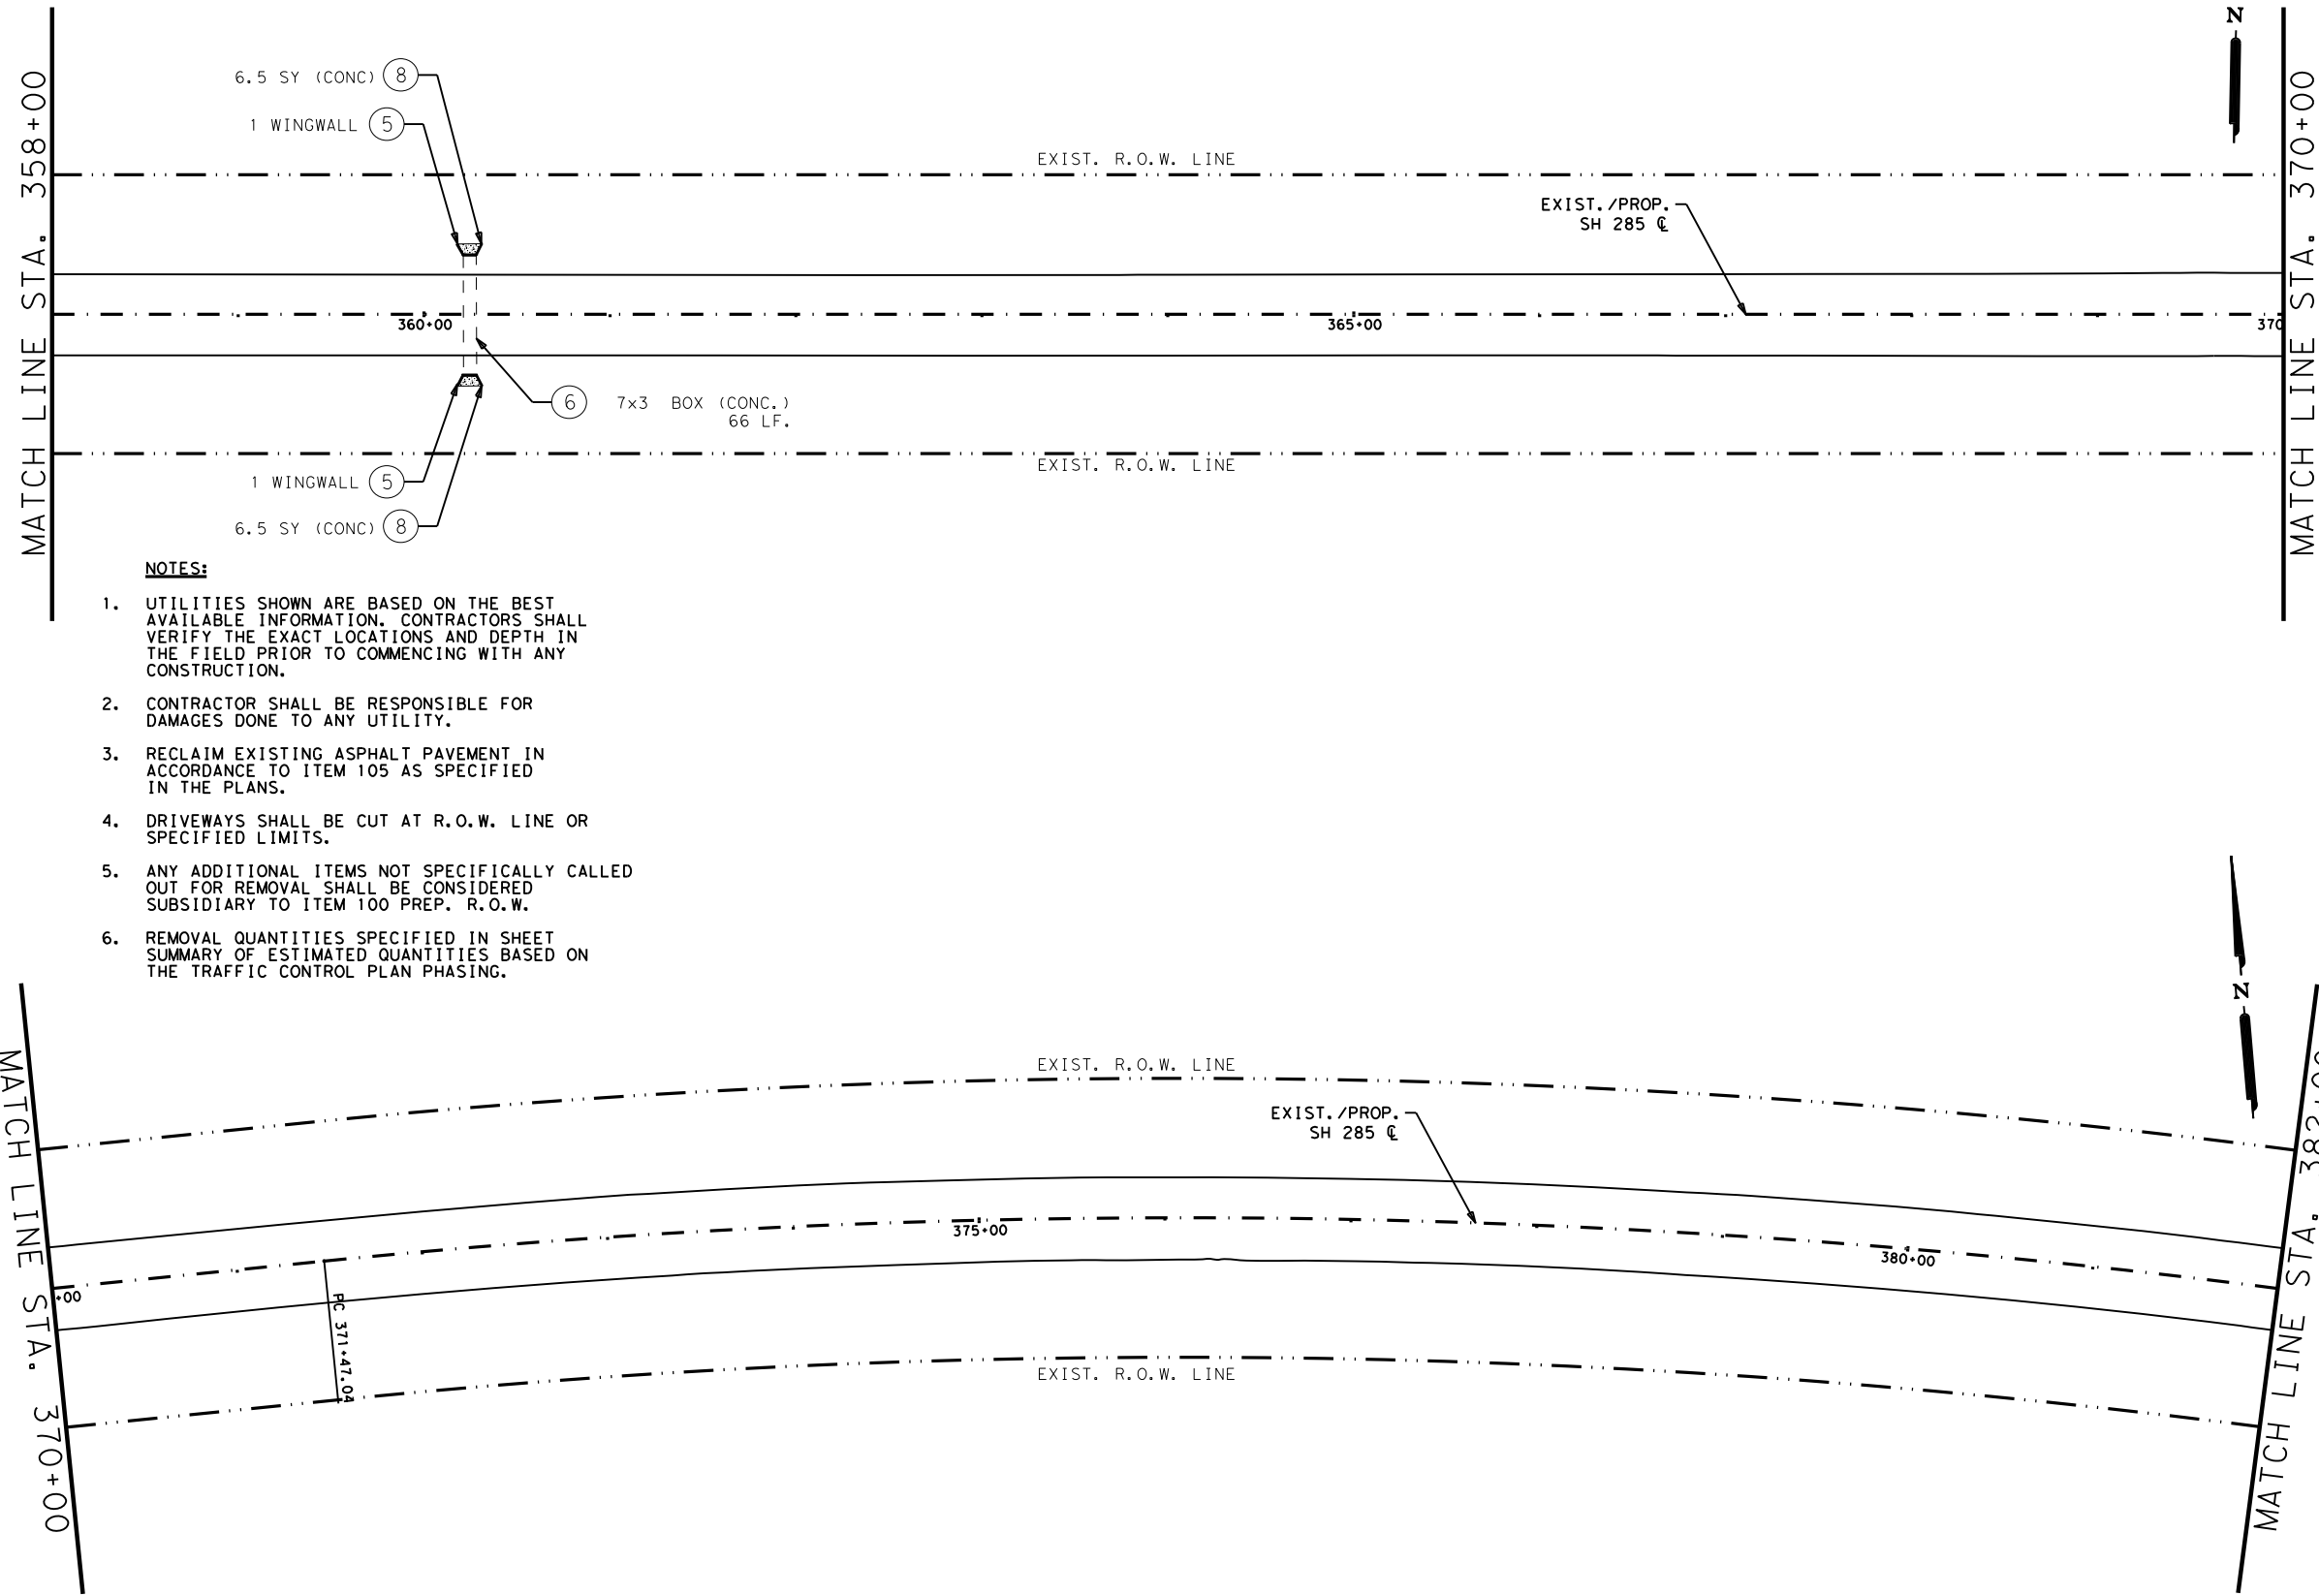 MATCH LINE STA. 358+00
6.5 SY (CONC) 8
1 WINGWALL 5
EXIST. R.O.W. LINE
EXIST./PROP.
SH 285 ℄
N
MATCH LINE STA. 370+00
360+00
365+00
370
6 7x3 BOX (CONC.)
66 LF.
EXIST. R.O.W. LINE
1 WINGWALL 5
6.5 SY (CONC) 8
NOTES:
1. UTILITIES SHOWN ARE BASED ON THE BEST
AVAILABLE INFORMATION. CONTRACTORS SHALL
VERIFY THE EXACT LOCATIONS AND DEPTH IN
THE FIELD PRIOR TO COMMENCING WITH ANY
CONSTRUCTION.
2. CONTRACTOR SHALL BE RESPONSIBLE FOR
DAMAGES DONE TO ANY UTILITY.
3. RECLAIM EXISTING ASPHALT PAVEMENT IN
ACCORDANCE TO ITEM 105 AS SPECIFIED
IN THE PLANS.
4. DRIVEWAYS SHALL BE CUT AT R.O.W. LINE OR
SPECIFIED LIMITS.
5. ANY ADDITIONAL ITEMS NOT SPECIFICALLY CALLED
OUT FOR REMOVAL SHALL BE CONSIDERED
SUBSIDIARY TO ITEM 100 PREP. R.O.W.
6. REMOVAL QUANTITIES SPECIFIED IN SHEET
SUMMARY OF ESTIMATED QUANTITIES BASED ON
THE TRAFFIC CONTROL PLAN PHASING.
N
MATCH LINE STA. 370+00
EXIST. R.O.W. LINE
EXIST./PROP.
SH 285 ℄
375+00
380+00
+00
PC 371+47.04
EXIST. R.O.W. LINE
MATCH LINE STA. 382+00